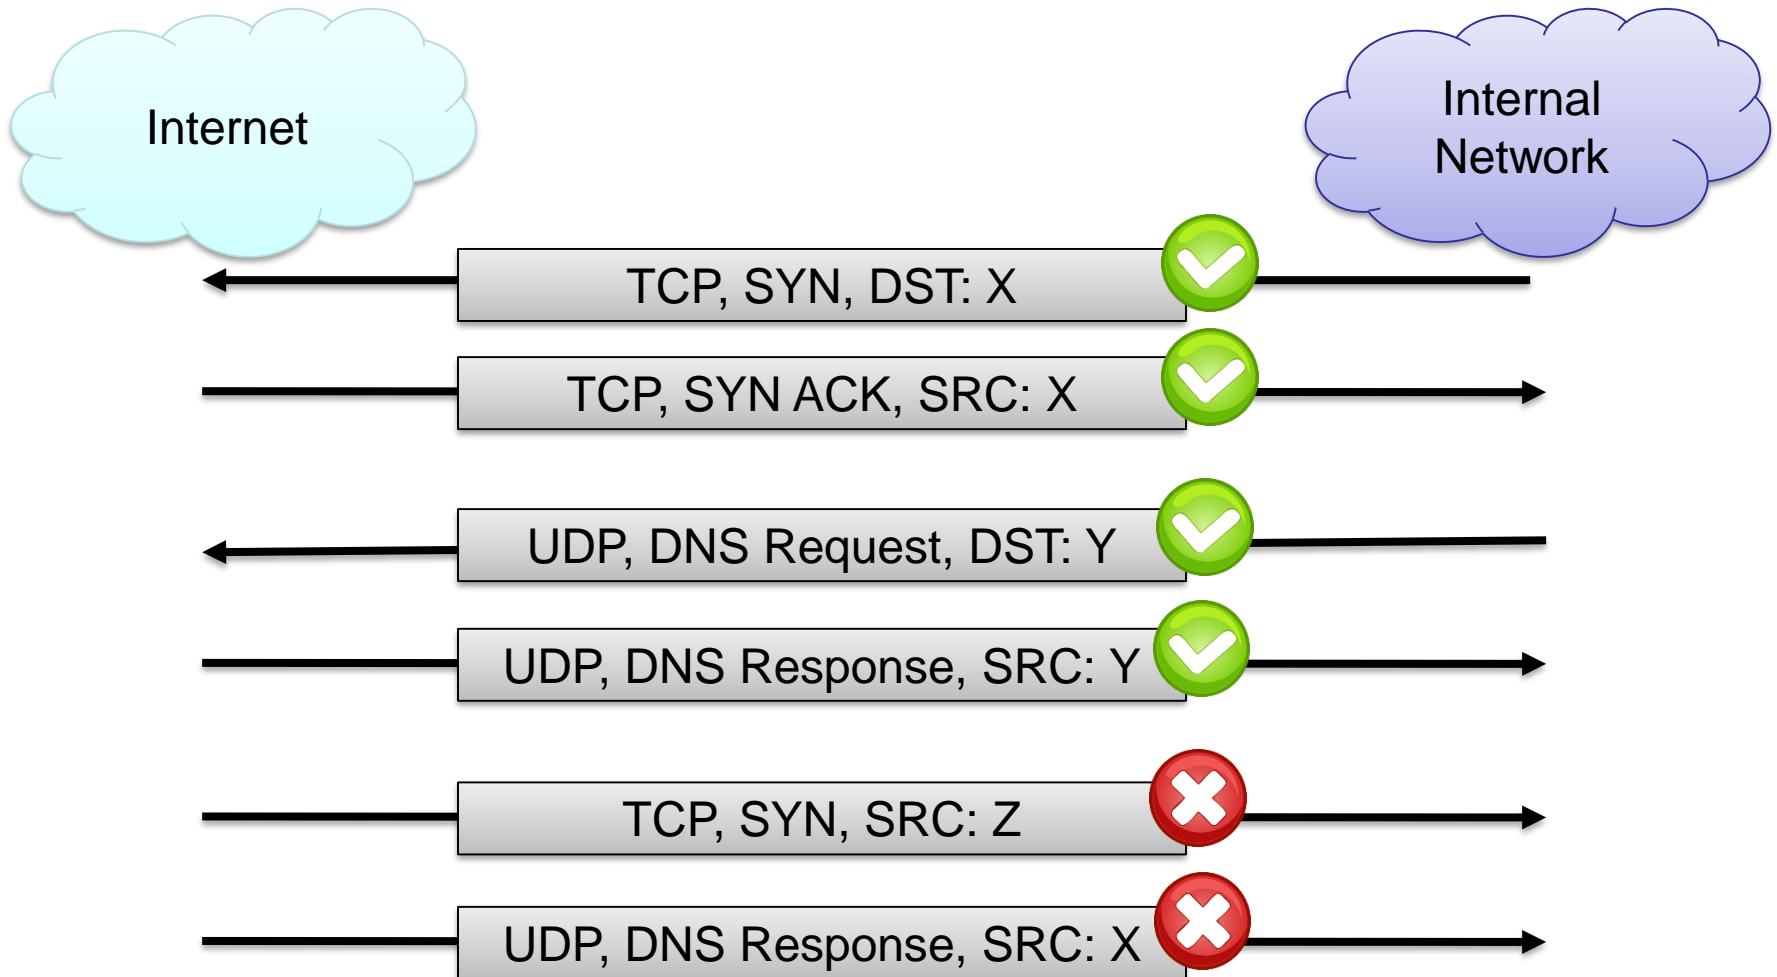 Internet
Internal
Network
TCP, SYN, DST: X
TCP, SYN ACK, SRC: X
UDP, DNS Request, DST: Y
UDP, DNS Response, SRC: Y
TCP, SYN, SRC: Z
UDP, DNS Response, SRC: X